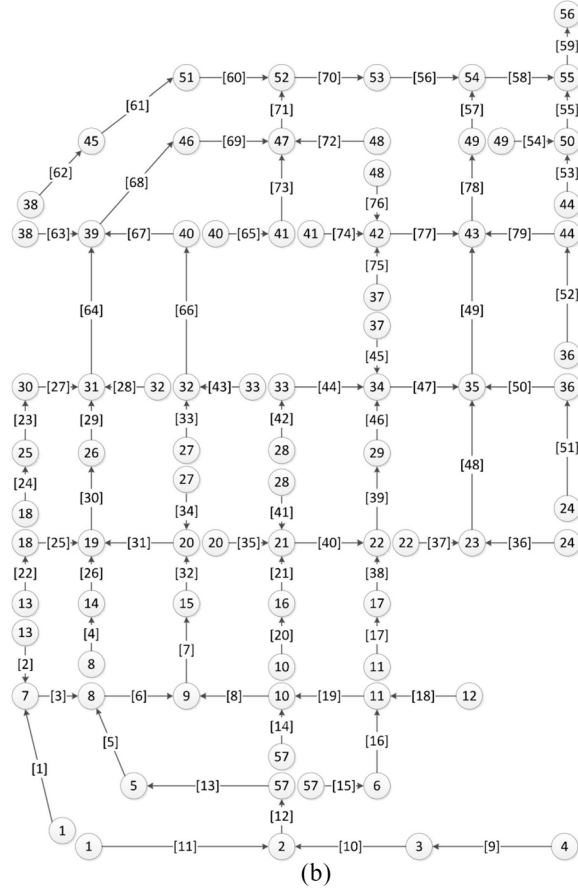 56
[59]
51 [60] 52 [70] 53 [56] 54 [58] 55
[61] [71] [57] [55]
45 46 [69] 47 [72] 48 49 49 [54] 50
[62] [68] 48 [53]
38 [73] [76] [78] 44
38 [63] 39 [67] 40 40 [65] 41 41 [74] 42 [77] 43 [79] 44
[75]
37
[64] [66] [49] [52]
37
[45] 36
30 [27] 31 [28] 32 32 [43] 33 33 [44] 34 [47] 35 [50] 36
[23] [29] [33] [42] [46]
25 26 27 28 29 [51]
[24] [30] 27 28 [39] [48]
18 [34] [41] 24
18 [25] 19 [31] 20 20 [35] 21 [40] 22 22 [37] 23 [36] 24
[22] [26] [32] [21] [38]
13 14 15 16 17
13 [4] [20] [17]
[2] 8 [7] 10 11
7 [3] 8 [6] 9 [8] 10 [19] 11 [18] 12
[14]
[5] 57 [16]
[1] 5 [13] 57 57 [15] 6
[12]
1
1 [11] 2 [10] 3 [9] 4
(b)